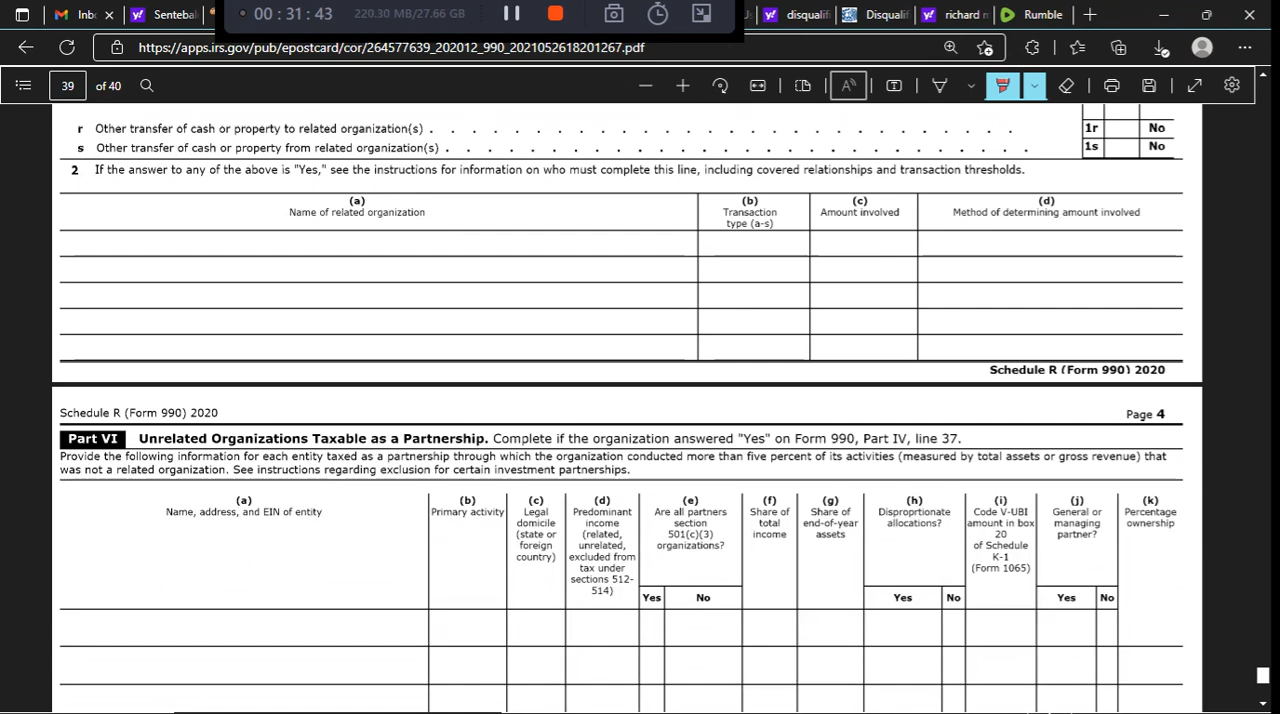 00 : 31 : 43
220.30 MB/27.66 GB
Inbo
Sentebal
disqualifi
Disqualif
richard m
Rumble
https://apps.irs.gov/pub/epostcard/cor/264577639_202012_990_2021052618201267.pdf
39 of 40
r Other transfer of cash or property to related organization(s) . . . . . . . . . . . . . . . . . . . . . . 1r No
s Other transfer of cash or property from related organization(s) . . . . . . . . . . . . . . . . . . . . . . 1s No
2 If the answer to any of the above is "Yes," see the instructions for information on who must complete this line, including covered relationships and transaction thresholds.
(a)
Name of related organization
(b)
Transaction
type (a-s)
(c)
Amount involved
(d)
Method of determining amount involved
Schedule R (Form 990) 2020
Schedule R (Form 990) 2020
Page 4
Part VI Unrelated Organizations Taxable as a Partnership. Complete if the organization answered "Yes" on Form 990, Part IV, line 37.
Provide the following information for each entity taxed as a partnership through which the organization conducted more than five percent of its activities (measured by total assets or gross revenue) that
was not a related organization. See instructions regarding exclusion for certain investment partnerships.
(a)
Name, address, and EIN of entity
(b)
Primary activity
(c)
Legal
domicile
(state or
foreign
country)
(d)
Predominant
income
(related,
unrelated,
excluded from
tax under
sections 512-
514)
(e)
Are all partners
section
501(c)(3)
organizations?
Yes No
(f)
Share of
total
income
(g)
Share of
end-of-year
assets
(h)
Disproprtionate
allocations?
Yes No
(i)
Code V-UBI
amount in box
20
of Schedule
K-1
(Form 1065)
(j)
General or
managing
partner?
Yes No
(k)
Percentage
ownership